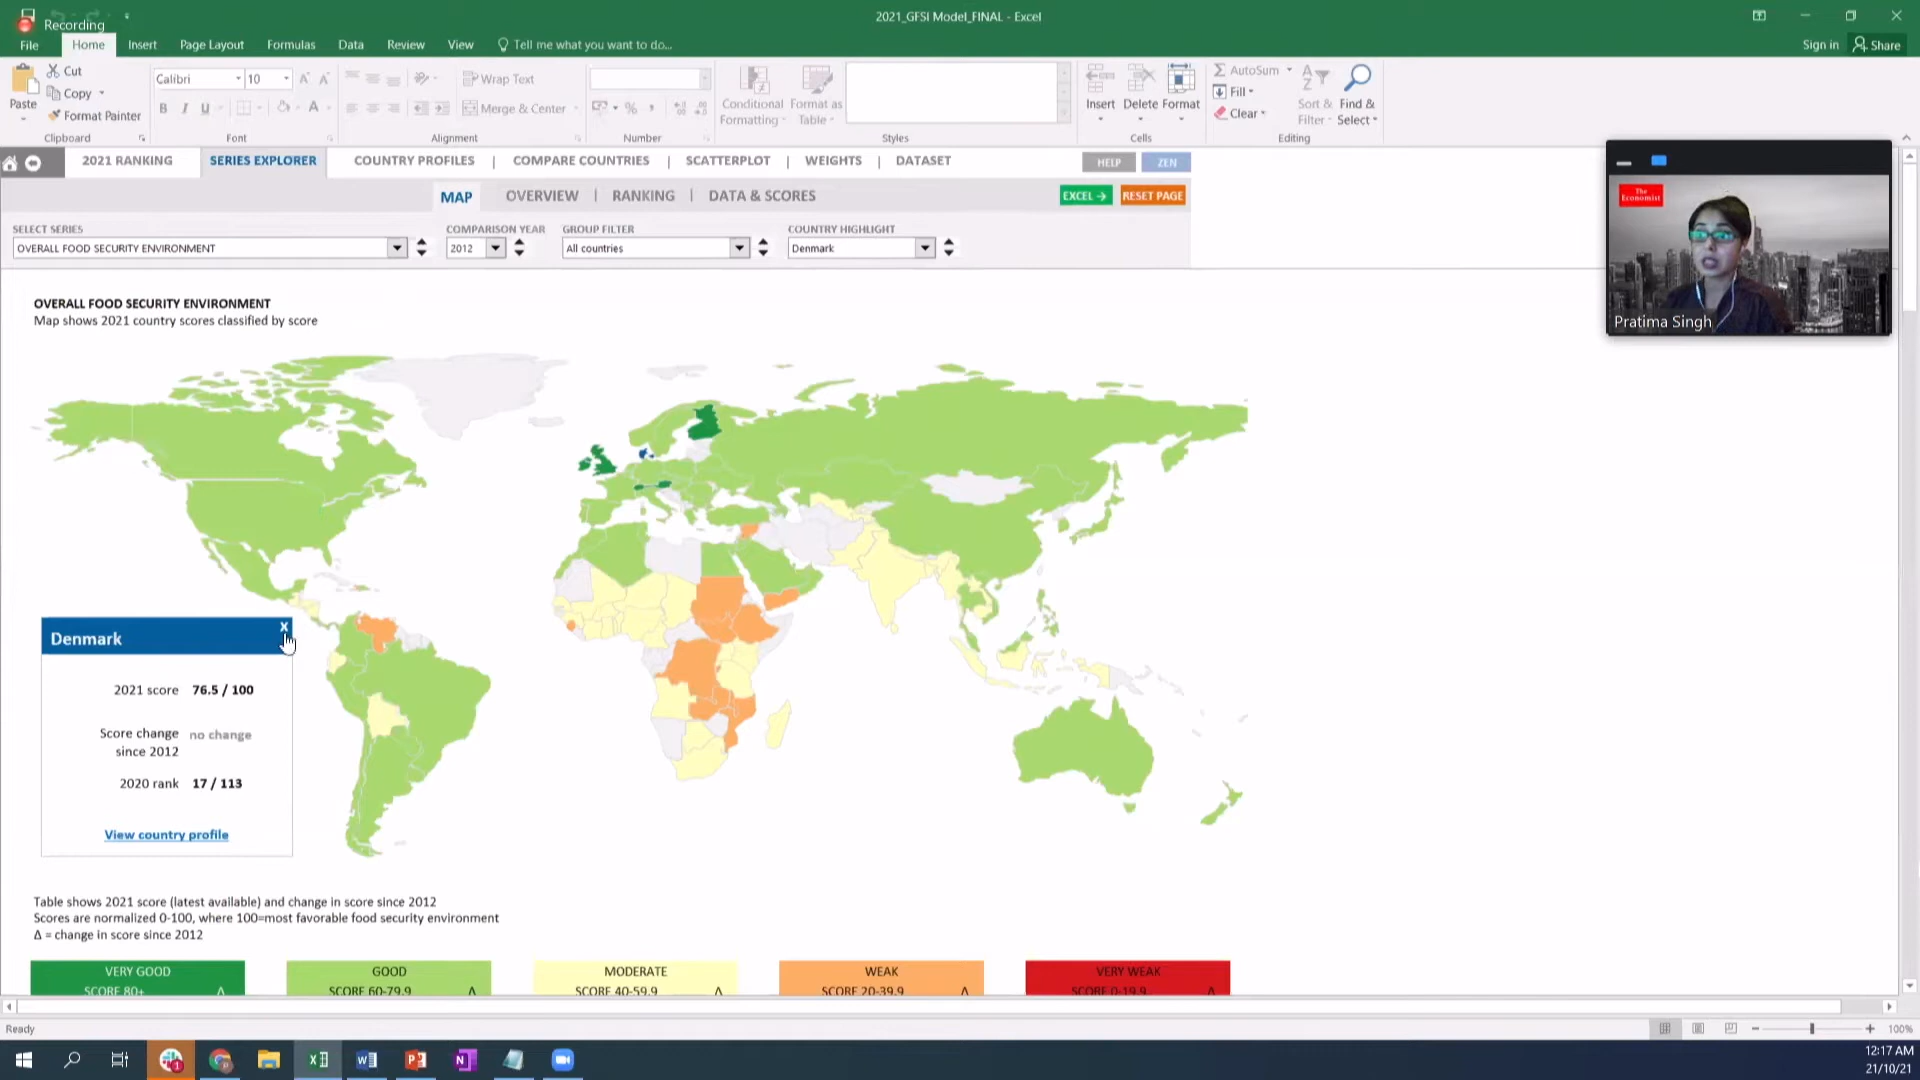 Recording
2021_GFSI Model_FINAL - Excel
File Home Insert Page Layout Formulas Data Review View Tell me what you want to do... Sign in Share
Paste Cut Copy Format Painter
Calibri 10
B I U A
Wrap Text
Merge & Center
%
Conditional Formatting Format as Table
Insert Delete Format
AutoSum Fill Clear
Sort & Filter Find & Select
Clipboard Font Alignment Number Styles Cells Editing
2021 RANKING SERIES EXPLORER COUNTRY PROFILES | COMPARE COUNTRIES | SCATTERPLOT | WEIGHTS | DATASET HELP ZEN
MAP OVERVIEW | RANKING | DATA & SCORES EXCEL → RESET PAGE
SELECT SERIES COMPARISON YEAR GROUP FILTER COUNTRY HIGHLIGHT
OVERALL FOOD SECURITY ENVIRONMENT 2012 All countries Denmark
The Economist
Pratima Singh
OVERALL FOOD SECURITY ENVIRONMENT
Map shows 2021 country scores classified by score
Denmark X
2021 score 76.5 / 100
Score change since 2012 no change
2020 rank 17 / 113
View country profile
Table shows 2021 score (latest available) and change in score since 2012
Scores are normalized 0-100, where 100=most favorable food security environment
Δ = change in score since 2012
VERY GOOD GOOD MODERATE WEAK VERY WEAK
SCORE 80+ Δ SCORE 60-79.9 Δ SCORE 40-59.9 Δ SCORE 20-39.9 Δ SCORE 0-19.9 Δ
Ready 100%
12:17 AM
21/10/21